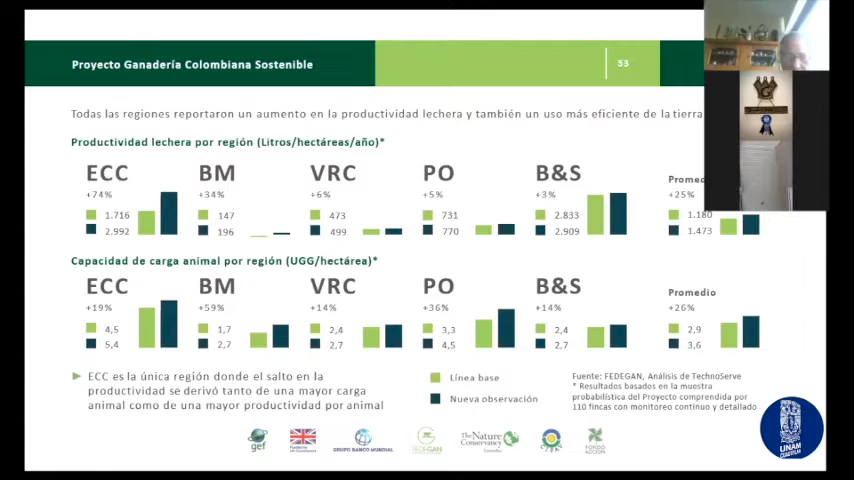 Proyecto Ganadería Colombiana Sostenible
53
Todas las regiones reportaron un aumento en la productividad lechera y también un uso más eficiente de la tierra
Productividad lechera por región (Litros/hectáreas/año)*
ECC BM VRC PO B&S
+74% +34% +6% +5% +3% +25%
1.716 147 473 731 2.833 1.180
2.992 196 499 770 2.909 1.473
Capacidad de carga animal por región (UGG/hectárea)*
ECC BM VRC PO B&S Promedio
+19% +59% +14% +36% +14% +26%
4,5 1,7 2,4 3,3 2,4 2,9
5,4 2,7 2,7 4,5 2,7 3,6
ECC es la única región donde el salto en la
productividad se derivó tanto de una mayor carga
animal como de una mayor productividad por animal
Línea base
Nueva observación
Fuente: FEDEGAN, Análisis de TechnoServe
* Resultados basados en la muestra
probabilística del Proyecto comprendida por
110 fincas con monitoreo continuo y detallado
gef
GRUPO BANCO MUNDIAL
The Nature
Conservancy
FONDO
ACCIÓN
UNAM